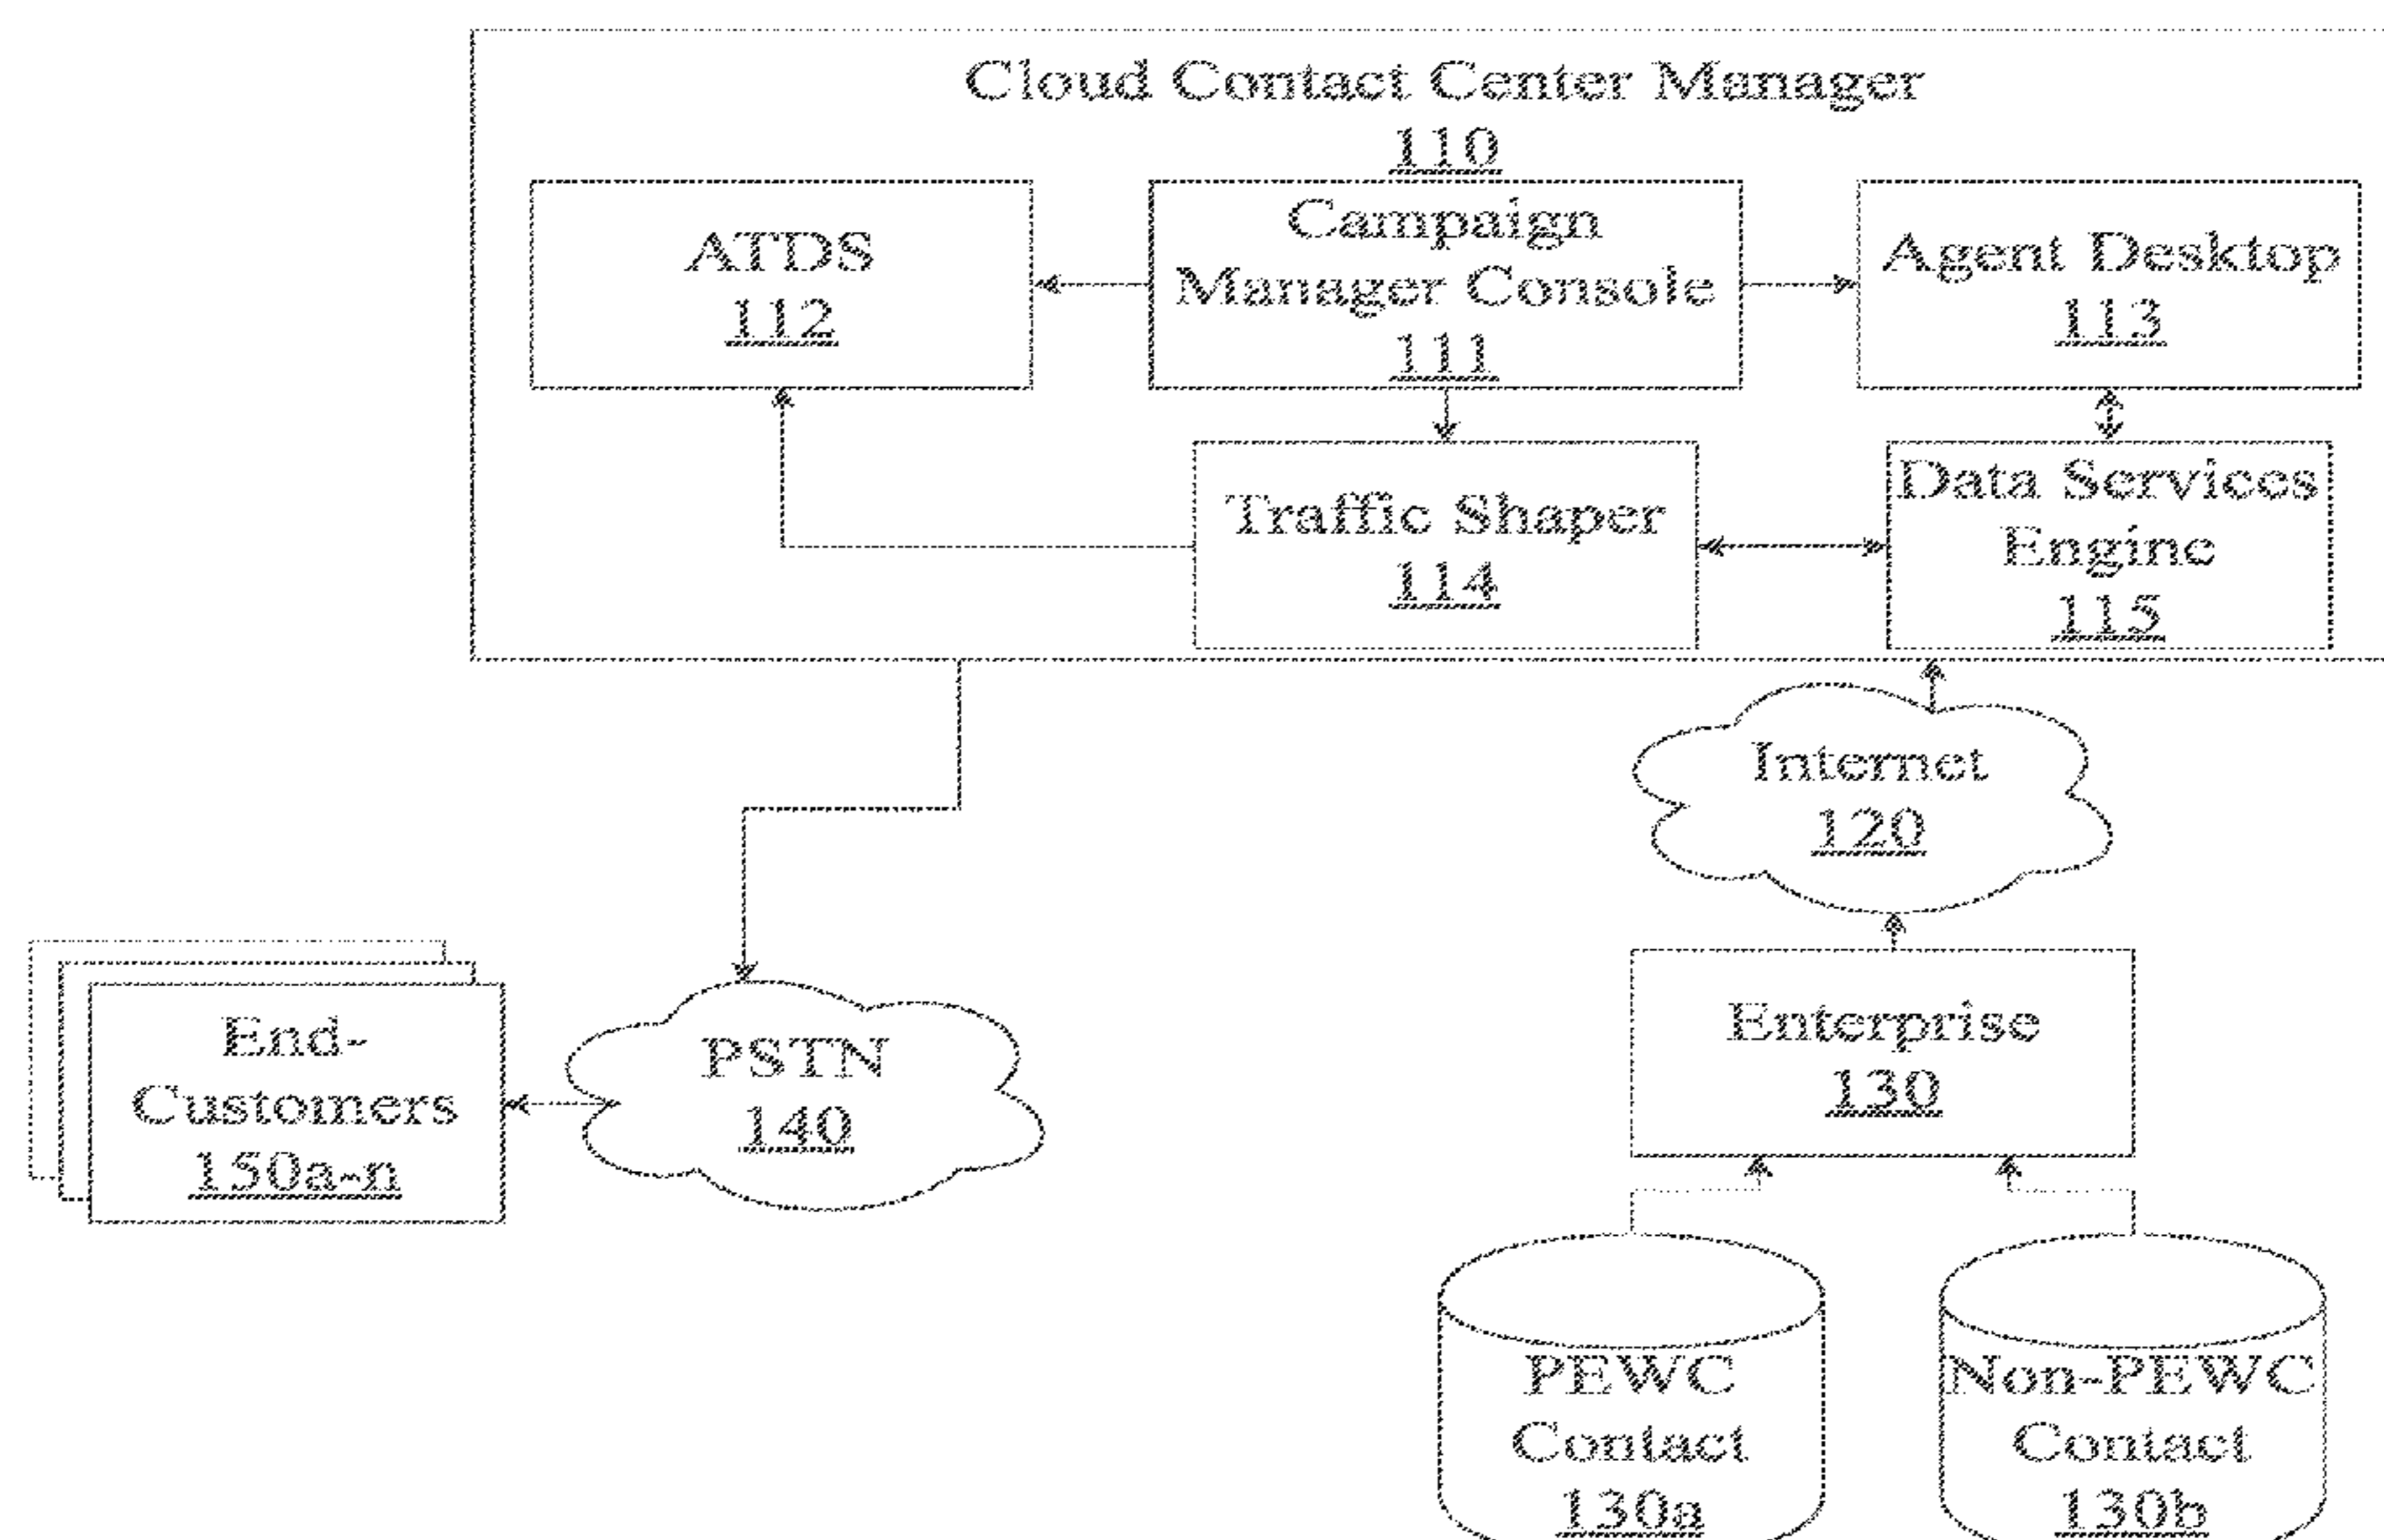 Cloud Contact Center Manager
110
ATDS
112
Campaign
Manager Console
111
Agent Desktop
113
Traffic Shaper
114
Data Services
Engine
115
Internet
120
End-
Customers
150a-n
PSTN
140
Enterprise
130
PEWC
Contact
130a
Non-PEWC
Contact
130b